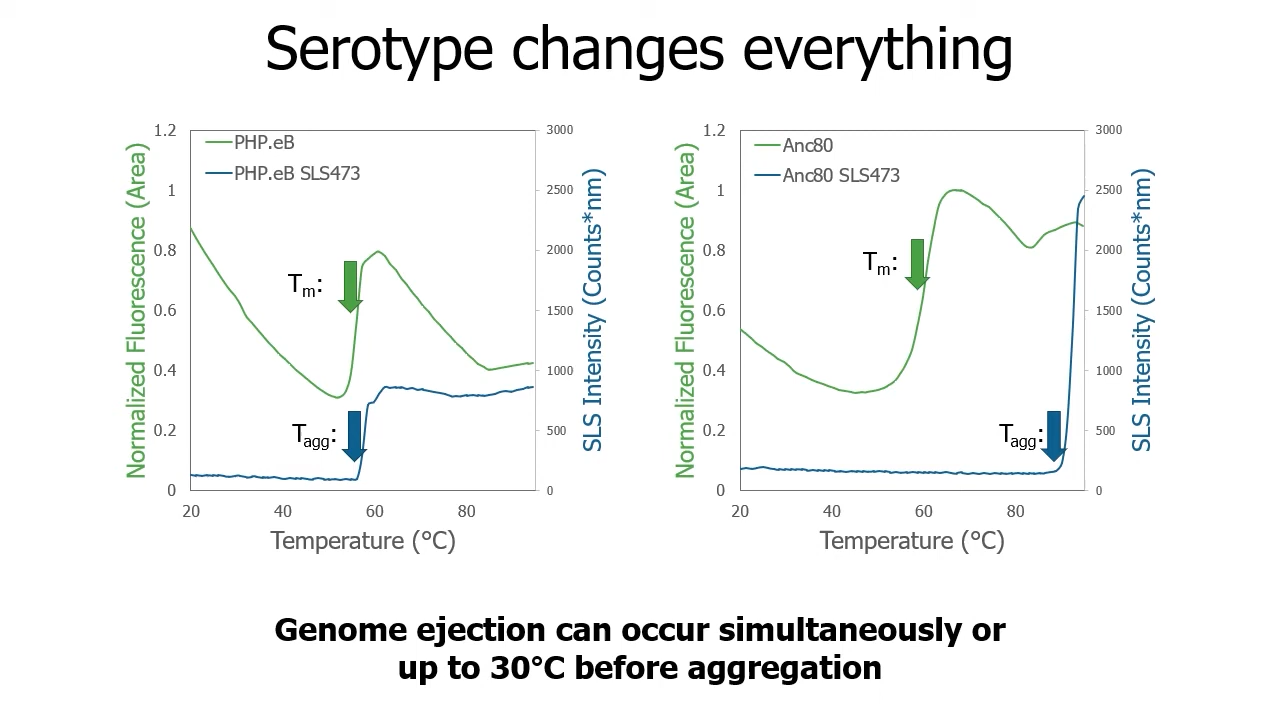 Serotype changes everything
PHP.eB
PHP.eB SLS473
Normalized Fluorescence (Area)
1.2
1
0.8
0.6
0.4
0.2
0
3000
2500
2000
1500
1000
500
0
SLS Intensity (Counts*nm)
Tm:
Tagg:
20 40 60 80
Temperature (°C)
Anc80
Anc80 SLS473
Normalized Fluorescence (Area)
1.2
1
0.8
0.6
0.4
0.2
0
3000
2500
2000
1500
1000
500
0
SLS Intensity (Counts*nm)
Tm:
Tagg:
20 40 60 80
Temperature (°C)
Genome ejection can occur simultaneously or
up to 30°C before aggregation